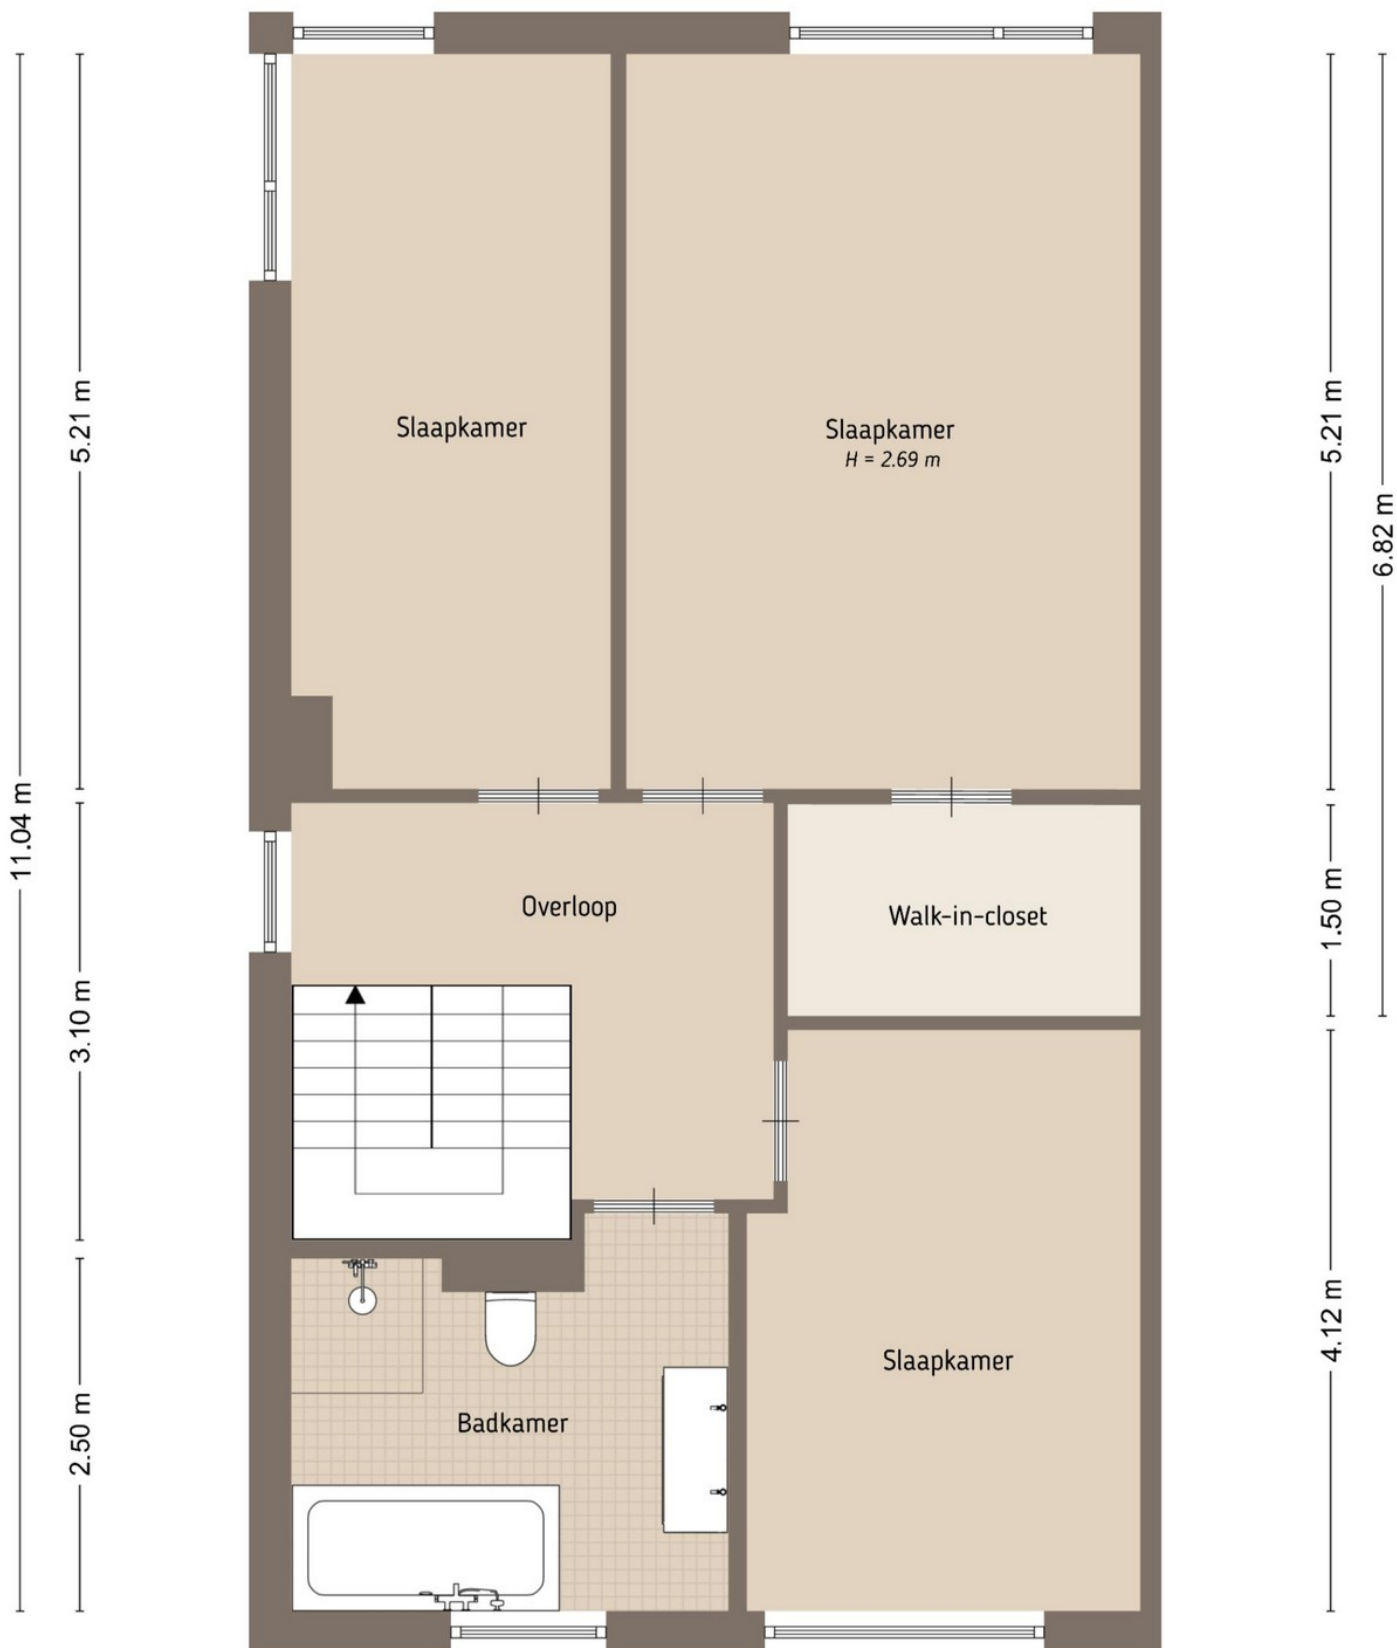 5.21 m
11.04 m
3.10 m
2.50 m
Slaapkamer
Slaapkamer
H = 2.69 m
Overloop
Walk-in-closet
Slaapkamer
Badkamer
5.21 m
6.82 m
1.50 m
4.12 m